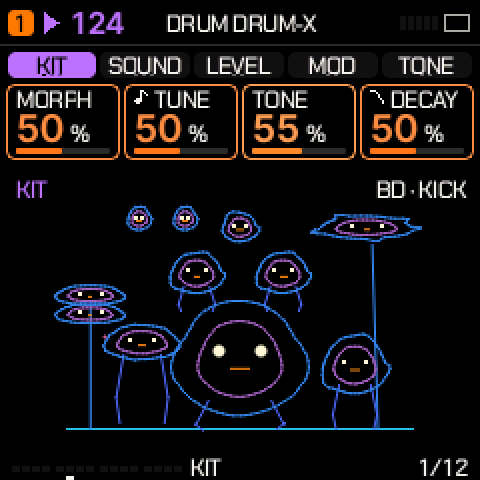 1 124 DRUM DRUM-X
KIT SOUND LEVEL MOD TONE
MORFH TUNE TONE DECAY
50 % 50 % 55 % 50 %
KIT BD·KICK
KIT 1/12